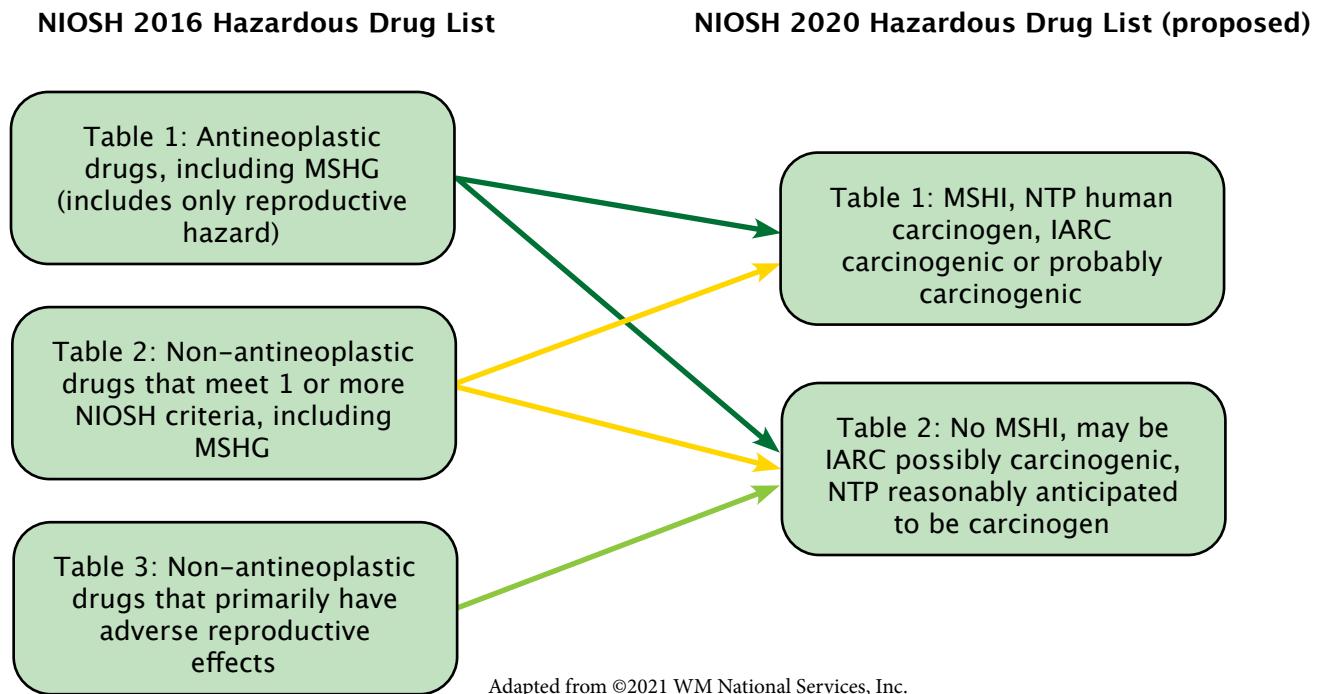 NIOSH 2016 Hazardous Drug List
NIOSH 2020 Hazardous Drug List (proposed)
Table 1: Antineoplastic
drugs, including MSHG
(includes only reproductive
hazard)
Table 2: Non-antineoplastic
drugs that meet 1 or more
NIOSH criteria, including
MSHG
Table 3: Non-antineoplastic
drugs that primarily have
adverse reproductive
effects
Table 1: MSHI, NTP human
carcinogen, IARC
carcinogenic or probably
carcinogenic
Table 2: No MSHI, may be
IARC possibly carcinogenic,
NTP reasonably anticipated
to be carcinogen
Adapted from ©2021 WM National Services, Inc.